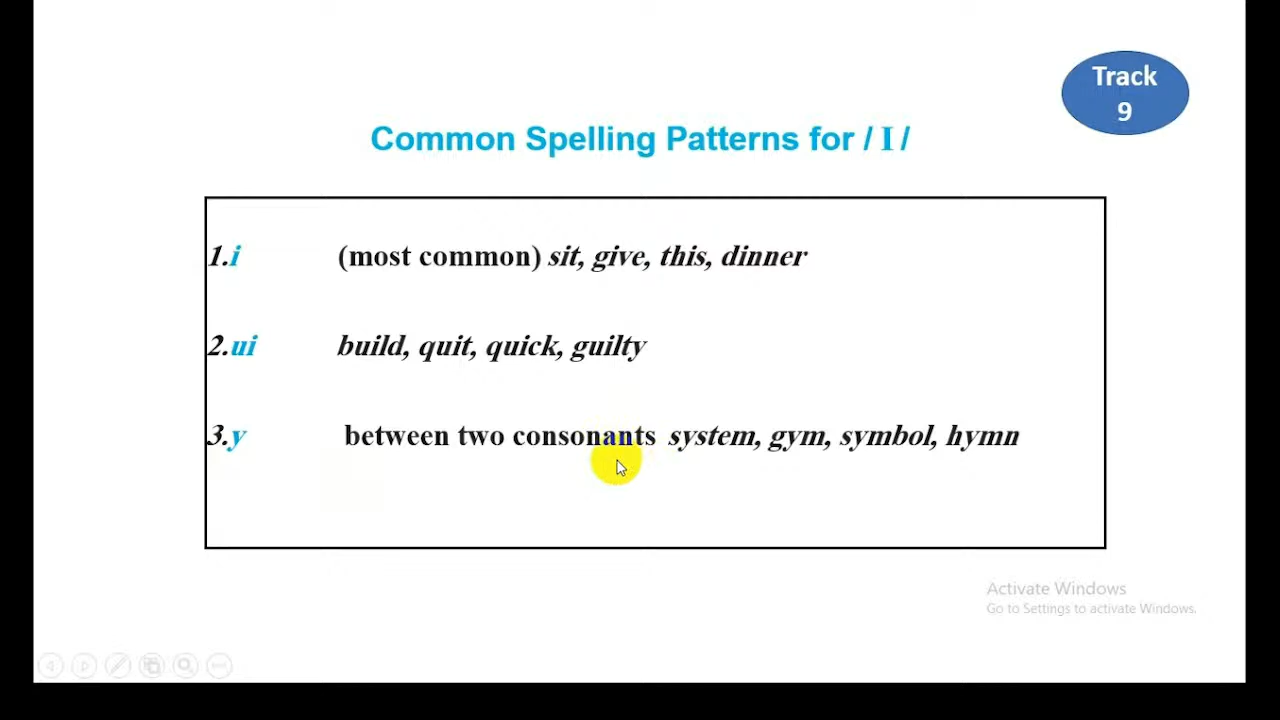 Track
9
Common Spelling Patterns for / I /
1.i (most common) sit, give, this, dinner
2.ui build, quit, quick, guilty
3.y between two consonants system, gym, symbol, hymn
Activate Windows
Go to Settings to activate Windows.